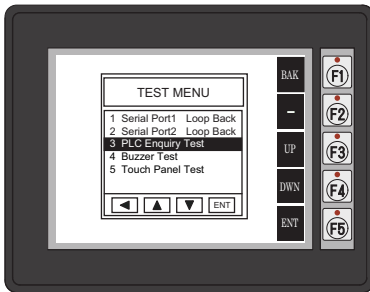 TEST MENU
1 Serial Port1 Loop Back
2 Serial Port2 Loop Back
3 PLC Enquiry Test
4 Buzzer Test
5 Touch Panel Test
ENT
BAK
–
UP
DWN
ENT
F1
F2
F3
F4
F5